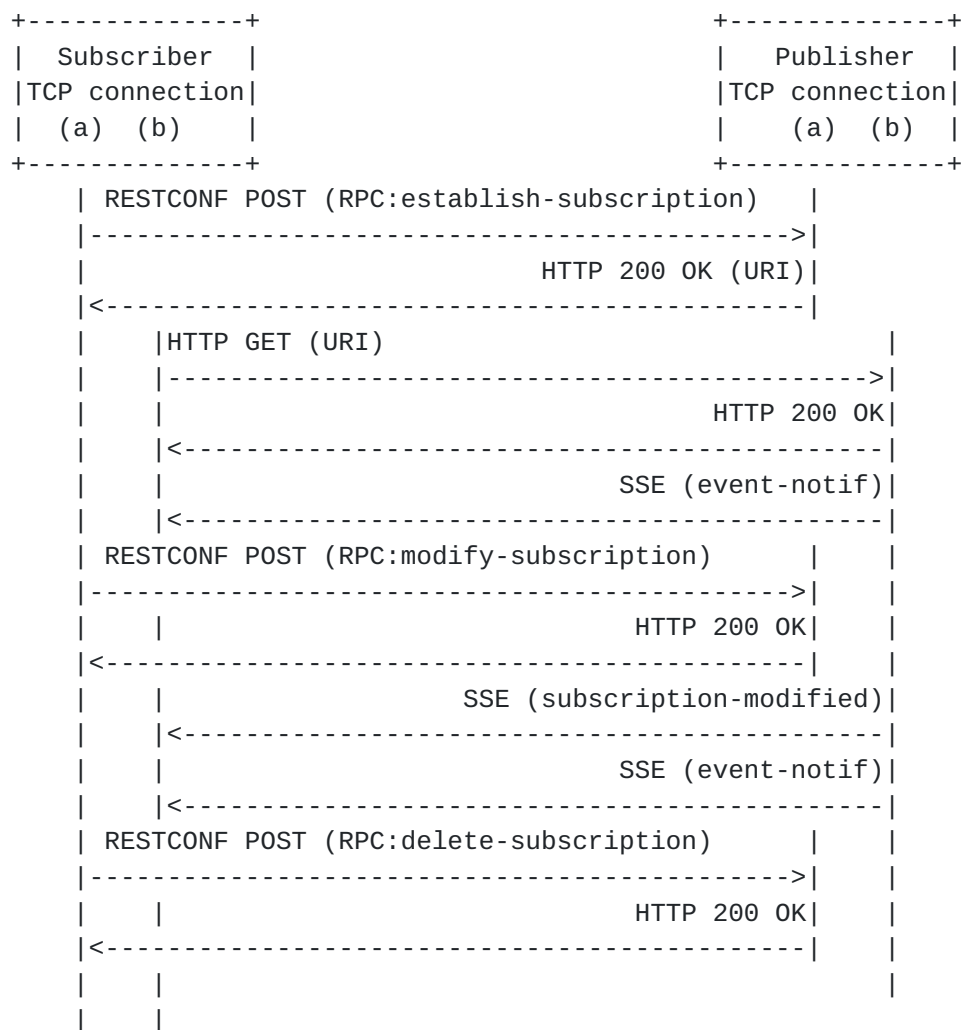 +--------------+                             +--------------+
|  Subscriber  |                             |   Publisher  |
|TCP connection|                             |TCP connection|
|  (a)  (b)    |                             |    (a)  (b)  |
+--------------+                             +--------------+
    | RESTCONF POST (RPC:establish-subscription)   |
    |--------------------------------------------->|
    |                             HTTP 200 OK (URI)|
    |<---------------------------------------------|
    |    |HTTP GET (URI)                                |
    |    |--------------------------------------------->|
    |    |                                   HTTP 200 OK|
    |    |<---------------------------------------------|
    |    |                             SSE (event-notif)|
    |    |<---------------------------------------------|
    | RESTCONF POST (RPC:modify-subscription)      |    |
    |--------------------------------------------->|    |
    |    |                              HTTP 200 OK|    |
    |<---------------------------------------------|    |
    |    |                   SSE (subscription-modified)|
    |    |<---------------------------------------------|
    |    |                             SSE (event-notif)|
    |    |<---------------------------------------------|
    | RESTCONF POST (RPC:delete-subscription)      |    |
    |--------------------------------------------->|    |
    |    |                              HTTP 200 OK|    |
    |<---------------------------------------------|    |
    |    |                                              |
    |    |